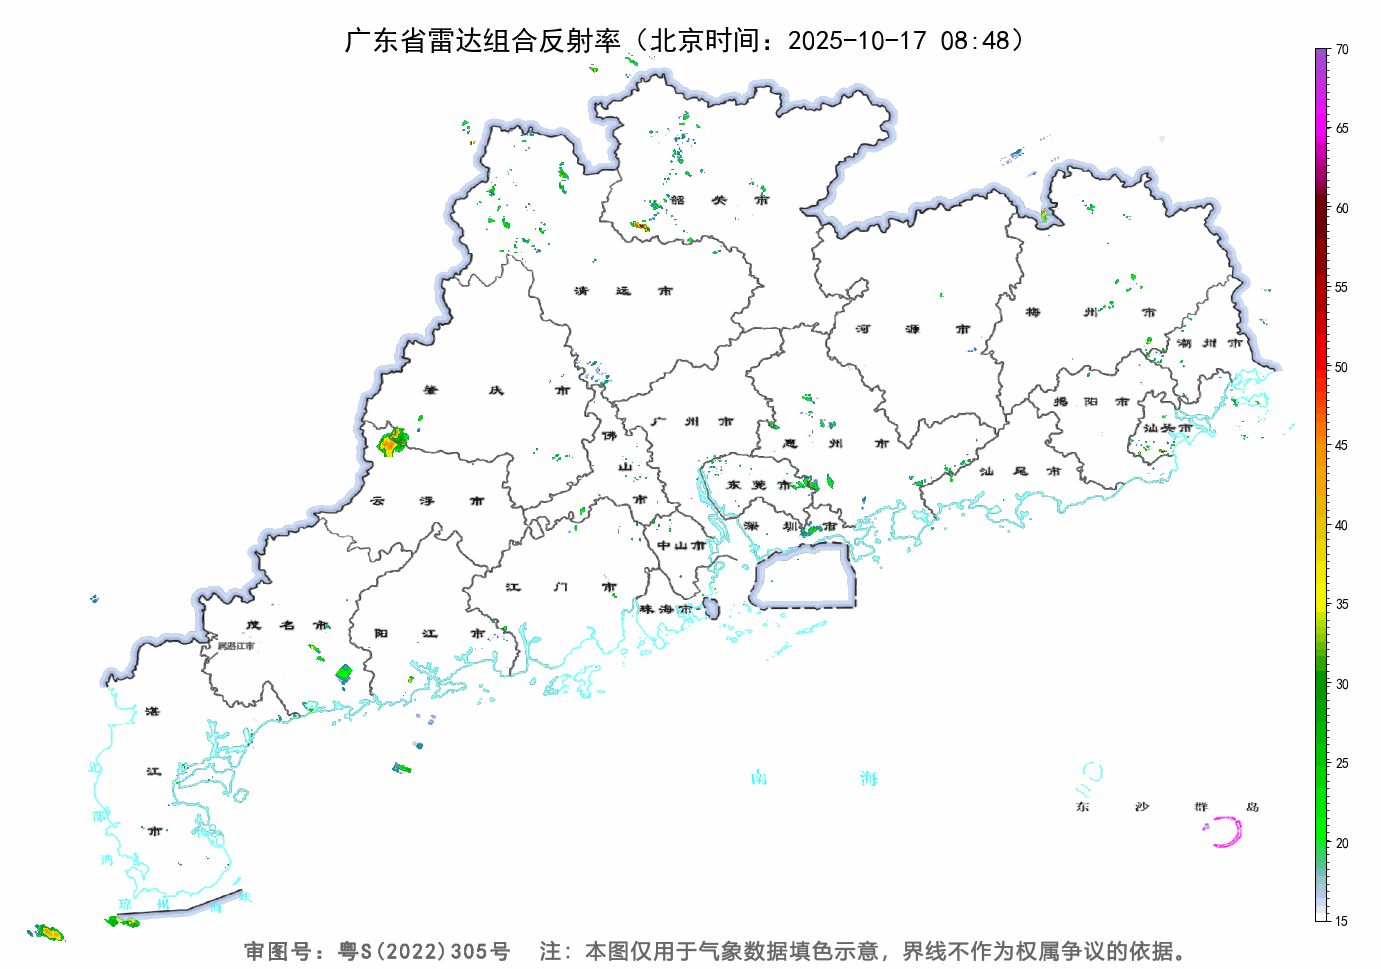 广东省雷达组合反射率（北京时间：2025-10-17 08:48）
70
65
60
55
50
45
40
35
30
25
20
15
韶关市
清远市
河源市
梅州市
潮州市
肇庆市
广州市
佛山市
惠州市
揭阳市
汕头市
汕尾市
东莞市
云浮市
深圳市
中山市
江门市
珠海市
茂名市
属湛江市
阳江市
湛江市
北部湾
南海
东沙群岛
琼州海峡
审图号：粤S(2022)305号 注：本图仅用于气象数据填色示意，界线不作为权属争议的依据。